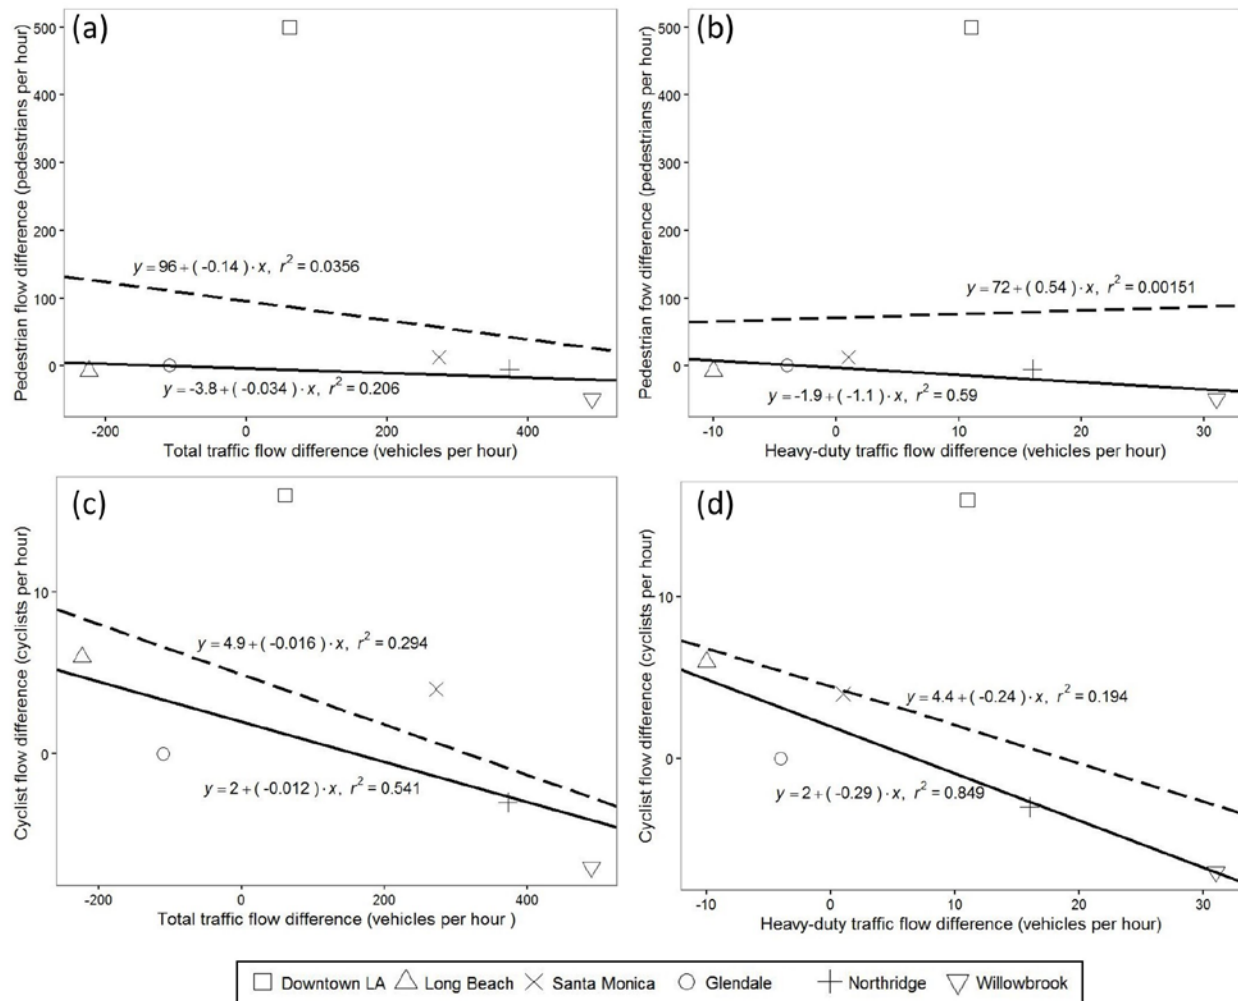 (a)
500
400
300
200
100
0
Pedestrian flow difference (pedestrians per hour)
y = 96 + ( -0.14 ) · x, r² = 0.0356
y = -3.8 + ( -0.034 ) · x, r² = 0.206
-200 0 200 400
Total traffic flow difference (vehicles per hour)
(b)
500
400
300
200
100
0
Pedestrian fow difference (pedestrians per hour)
y = 72 + ( 0.54 ) · x, r² = 0.00151
y = -1.9 + ( -1.1 ) · x, r² = 0.59
-10 0 10 20 30
Heavy-duty traffic flow difference (vehicles per hour)
(c)
10
0
Cyclist flow difference (cyclists per hour)
y = 4.9 + ( -0.016 ) · x, r² = 0.294
y = 2 + ( -0.012 ) · x, r² = 0.541
-200 0 200 400
Total traffic flow difference (vehicles per hour )
(d)
10
0
Cyclist flow difference (cyclists per hour)
y = 4.4 + ( -0.24 ) · x, r² = 0.194
y = 2 + ( -0.29 ) · x, r² = 0.849
-10 0 10 20 30
Heavy-duty traffic flow difference (vehicles per hour)
Downtown LA Long Beach Santa Monica Glendale Northridge Willowbrook